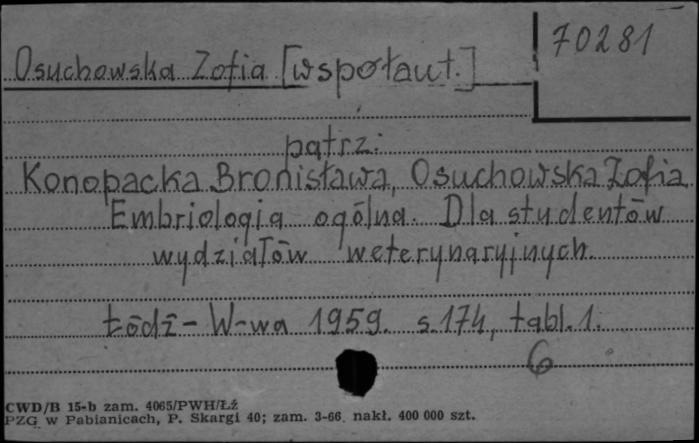 70281
Osuchowska Zofia [współaut.]
patrz:
Konopacka Bronisława, Osuchowska Zofia.
Embriologia ogólna. Dla studentów
wydziałów weterynaryjnych.
Łódź - W-wa 1959. s. 174, tabl. 1.
6
CWD/B 15-b zam. 4065/PWH/Łź
PZG w Pabianicach, P. Skargi 40; zam. 3-66. nakł. 400 000 szt.